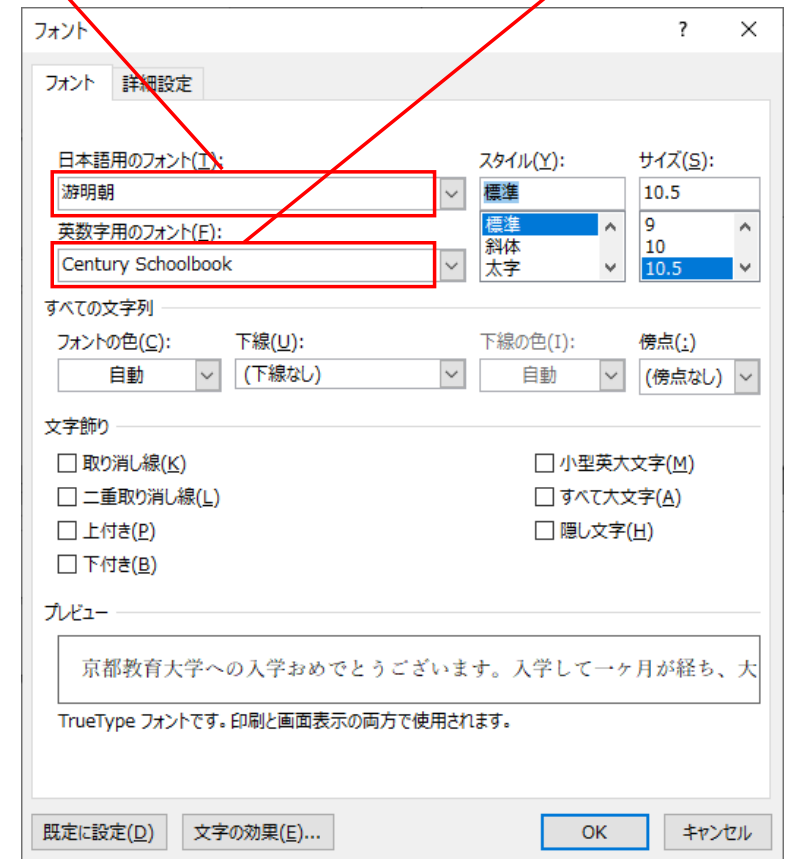 フォント ?
フォント 詳細設定
日本語用のフォント(T): スタイル(Y): サイズ(S):
游明朝 標準 10.5
英数字用のフォント(F): 標準 9
斜体 10
Century Schoolbook 太字 10.5
すべての文字列
フォントの色(C): 下線(U): 下線の色(I): 傍点(:)
自動 (下線なし) 自動 (傍点なし)
文字飾り
取り消し線(K) 小型英大文字(M)
二重取り消し線(L) すべて大文字(A)
上付き(P) 隠し文字(H)
下付き(B)
プレビュー
京都教育大学への入学おめでとうございます。入学して一ヶ月が経ち、大
TrueType フォントです。印刷と画面表示の両方で使用されます。
既定に設定(D) 文字の効果(E)... OK キャンセル